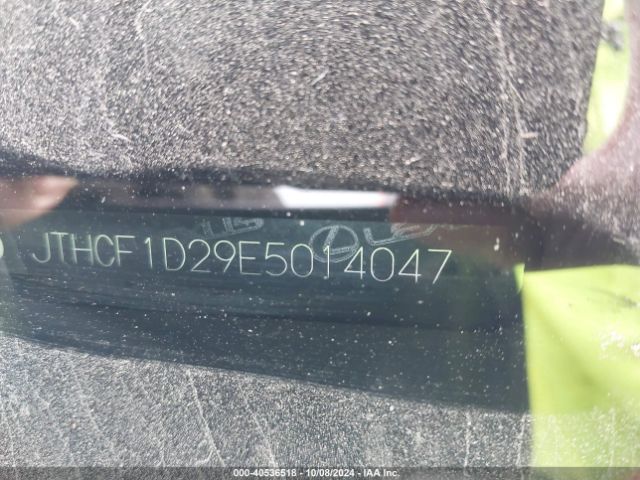 JTHCF1D29E5014047
000-40536518 - 10/08/2024 - IAA Inc.